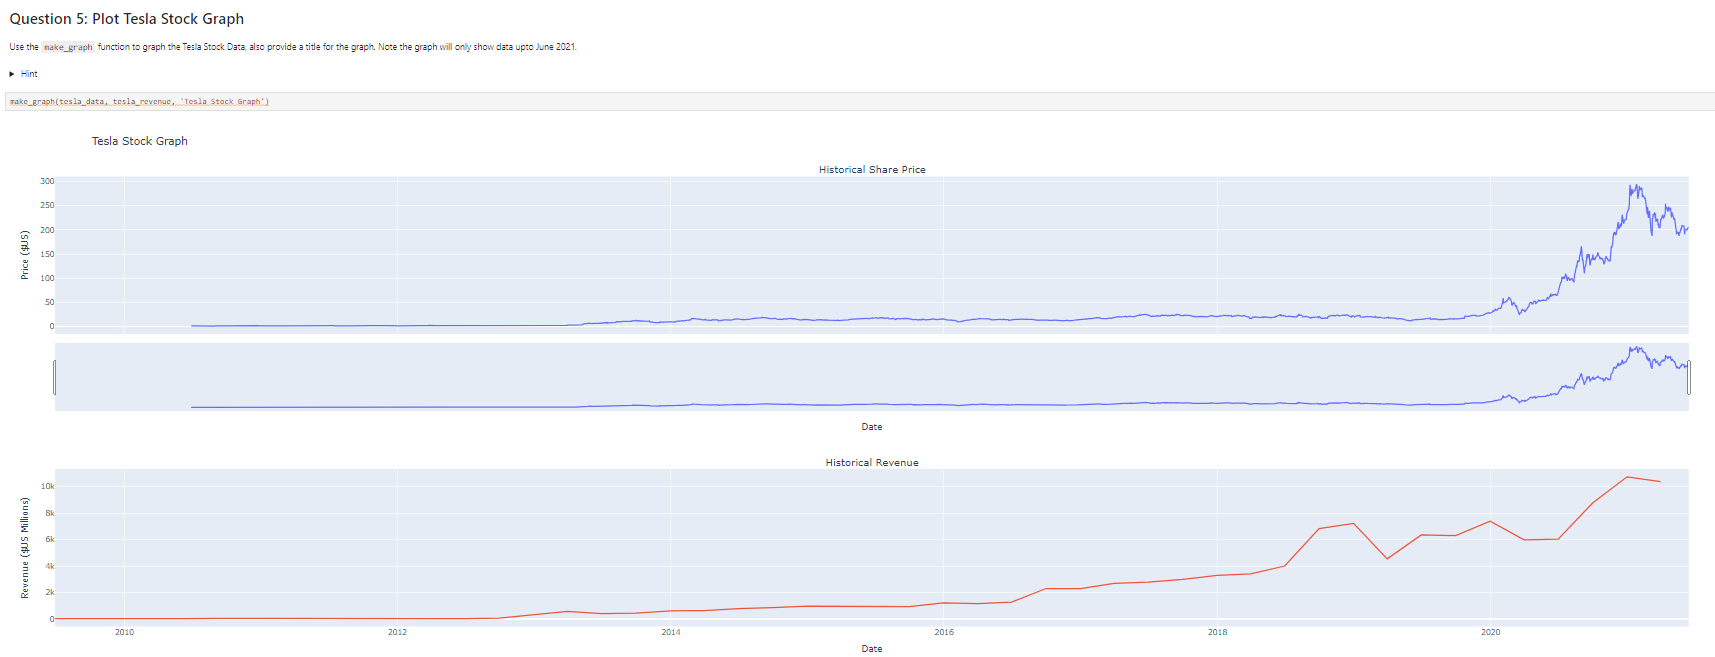 Question 5: Plot Tesla Stock Graph
Use the make_graph function to graph the Tesla Stock Data, also provide a title for the graph. Note the graph will only show data upto June 2021.
▶ Hint
make_graph(tesla_data, tesla_revenue, 'Tesla Stock Graph')
Tesla Stock Graph
Historical Share Price
300
250
200
150
100
50
0
Price ($US)
Date
Historical Revenue
10k
8k
6k
4k
2k
0
Revenue ($US Millions)
2010 2012 2014 2016 2018 2020
Date